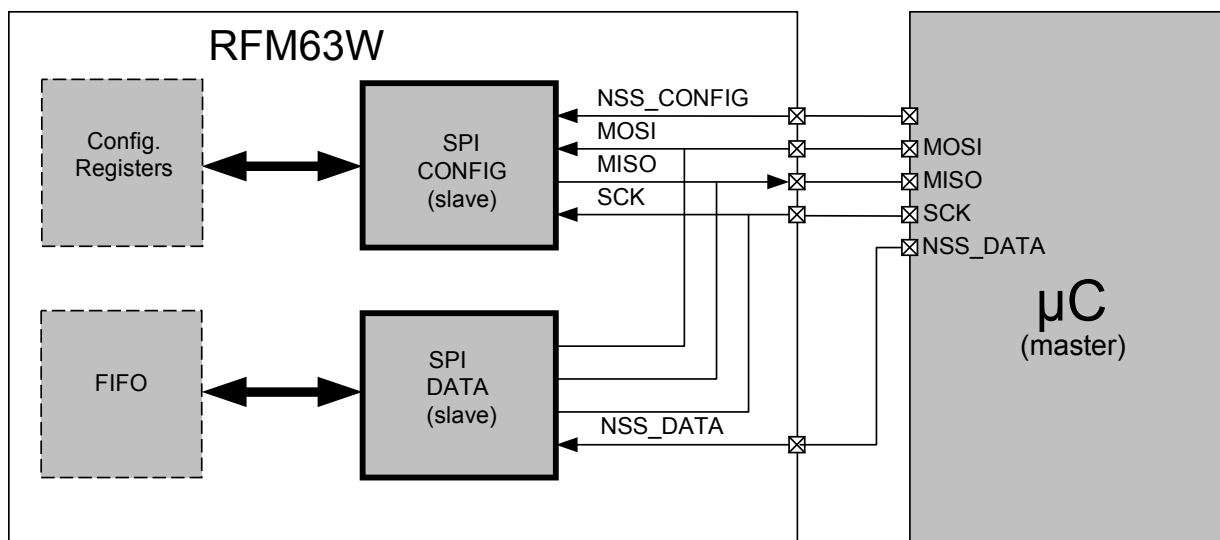 RFM63W
Config.
Registers
SPI
CONFIG
(slave)
NSS_CONFIG
MOSI
MISO
SCK
MOSI
MISO
SCK
NSS_DATA
µC
(master)
FIFO
SPI
DATA
(slave)
NSS_DATA